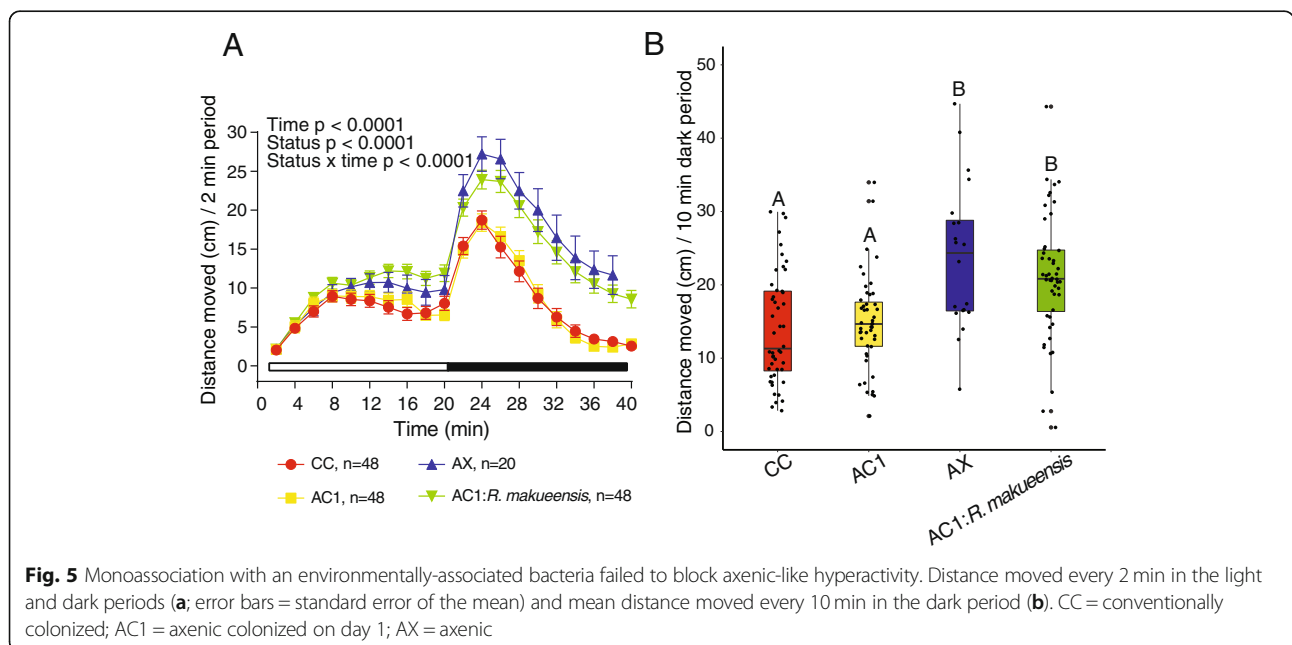 A
Time p < 0.0001
Status p < 0.0001
Status x time p < 0.0001
Distance moved (cm) / 2 min period
30
25
20
15
10
5
0
0 4 8 12 16 20 24 28 32 36 40
Time (min)
CC, n=48
AX, n=20
AC1, n=48
AC1:R. makueensis, n=48
B
Distance moved (cm) / 10 min dark period
50
40
30
20
10
0
A
A
B
B
CC
AC1
AX
AC1:R. makueensis
Fig. 5 Monoassociation with an environmentally-associated bacteria failed to block axenic-like hyperactivity. Distance moved every 2 min in the light
and dark periods (a; error bars = standard error of the mean) and mean distance moved every 10 min in the dark period (b). CC = conventionally
colonized; AC1 = axenic colonized on day 1; AX = axenic